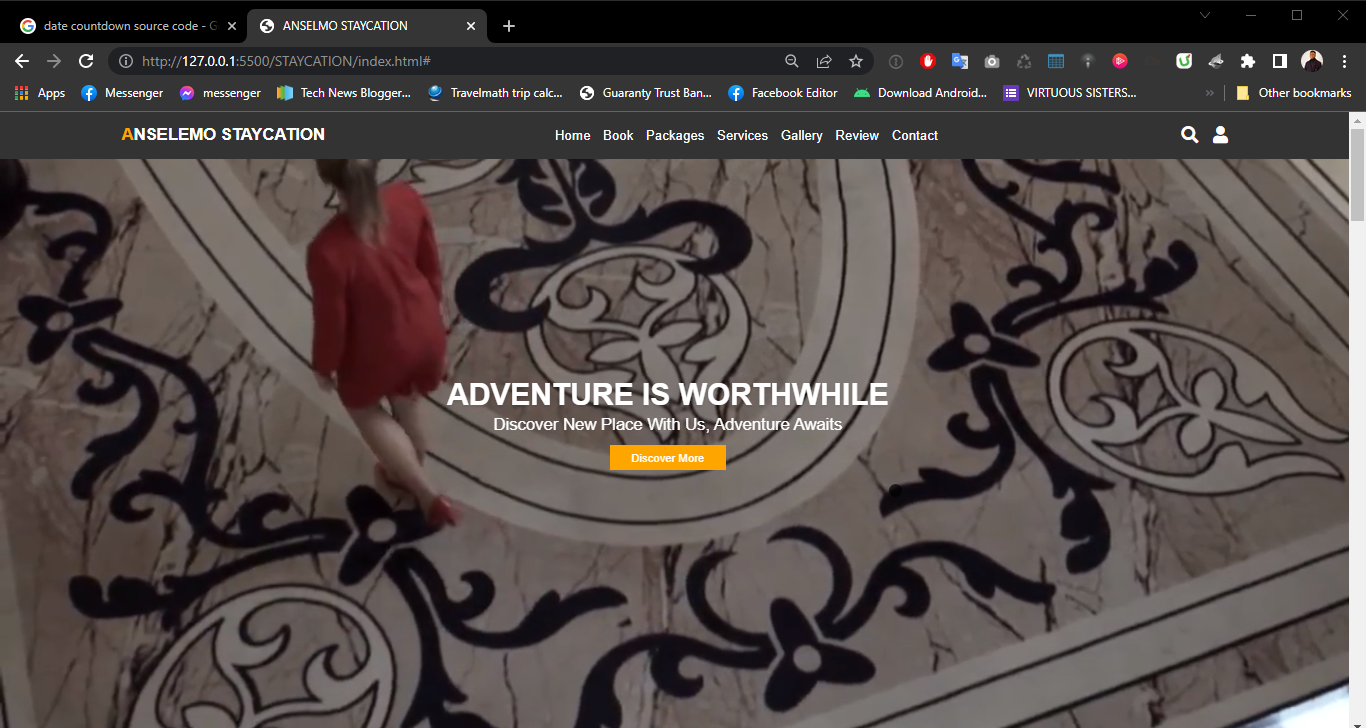 date countdown source code - G
ANSELMO STAYCATION
http://127.0.0.1:5500/STAYCATION/index.html#
Apps
Messenger
messenger
Tech News Blogger...
Travelmath trip calc...
Guaranty Trust Ban...
Facebook Editor
Download Android...
VIRTUOUS SISTERS...
»
Other bookmarks
ANSELEMO STAYCATION
Home Book Packages Services Gallery Review Contact
ADVENTURE IS WORTHWHILE
Discover New Place With Us, Adventure Awaits
Discover More